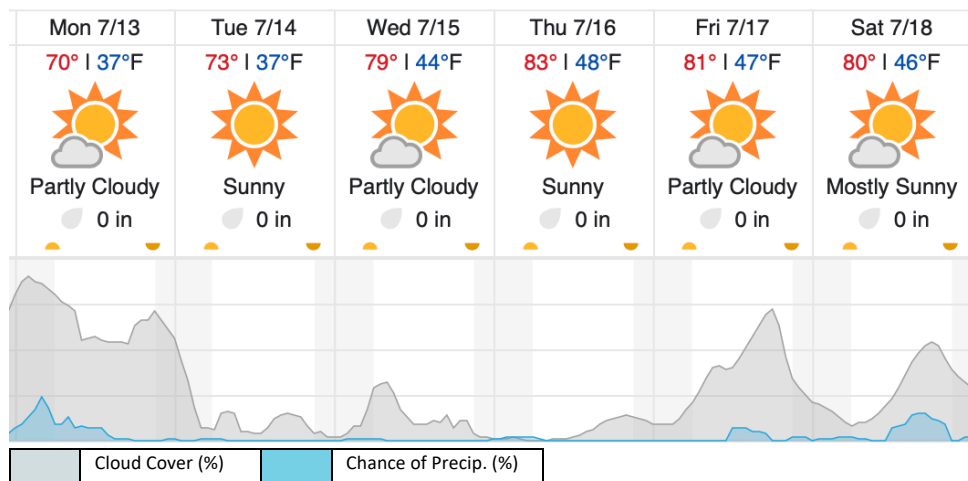 Mon 7/13 Tue 7/14 Wed 7/15 Thu 7/16 Fri 7/17 Sat 7/18
70° | 37°F 73° | 37°F 79° | 44°F 83° | 48°F 81° | 47°F 80° | 46°F
Partly Cloudy Sunny Partly Cloudy Sunny Partly Cloudy Mostly Sunny
0 in 0 in 0 in 0 in 0 in 0 in
Cloud Cover (%) Chance of Precip. (%)